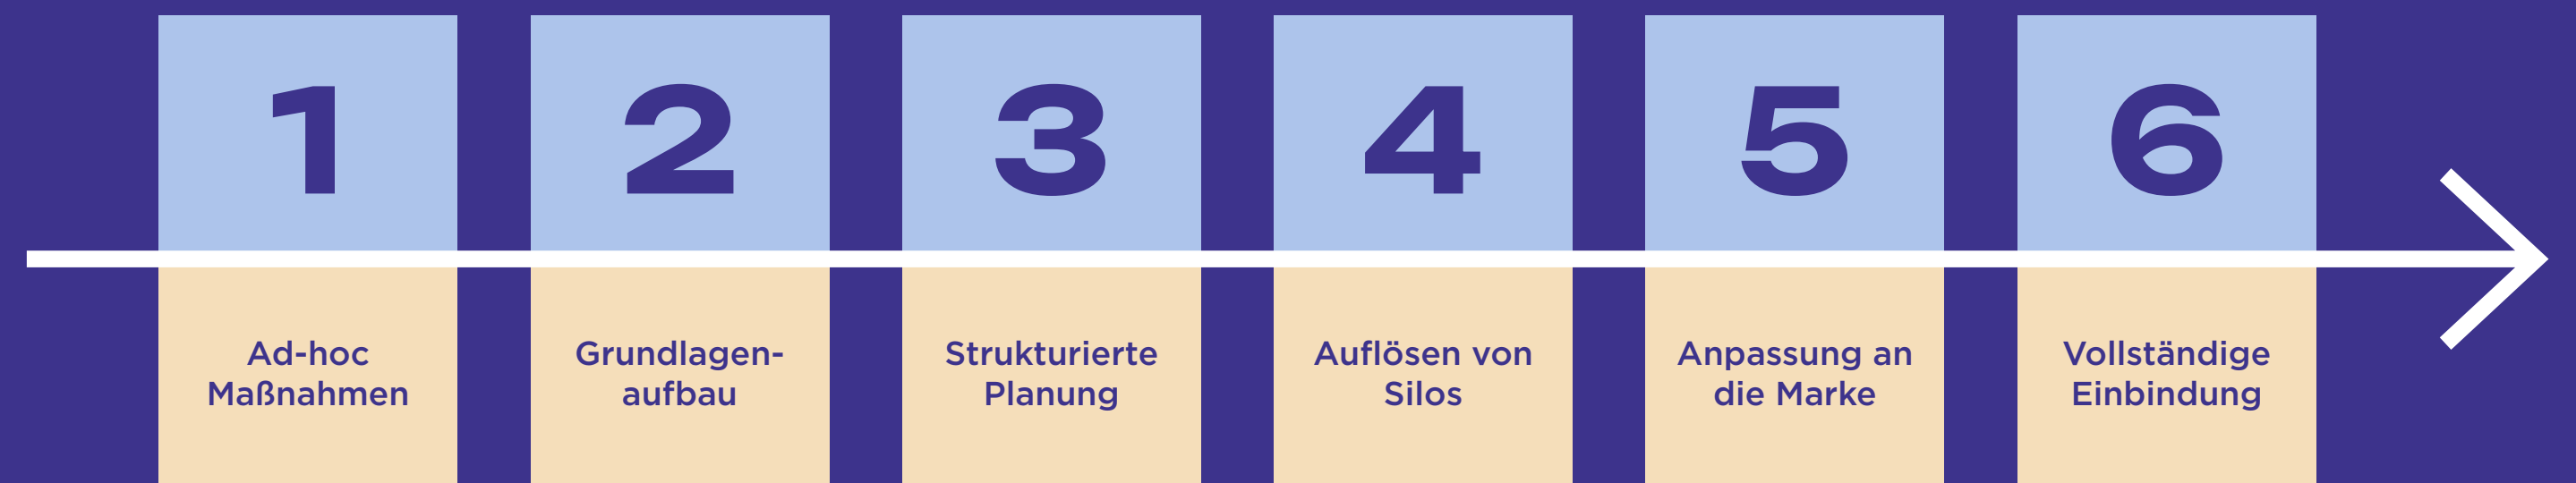 1
2
3
4
5
6
Ad-hoc
Maßnahmen
Grundlagen-
aufbau
Strukturierte
Planung
Auflösen von
Silos
Anpassung an
die Marke
Vollständige
Einbindung